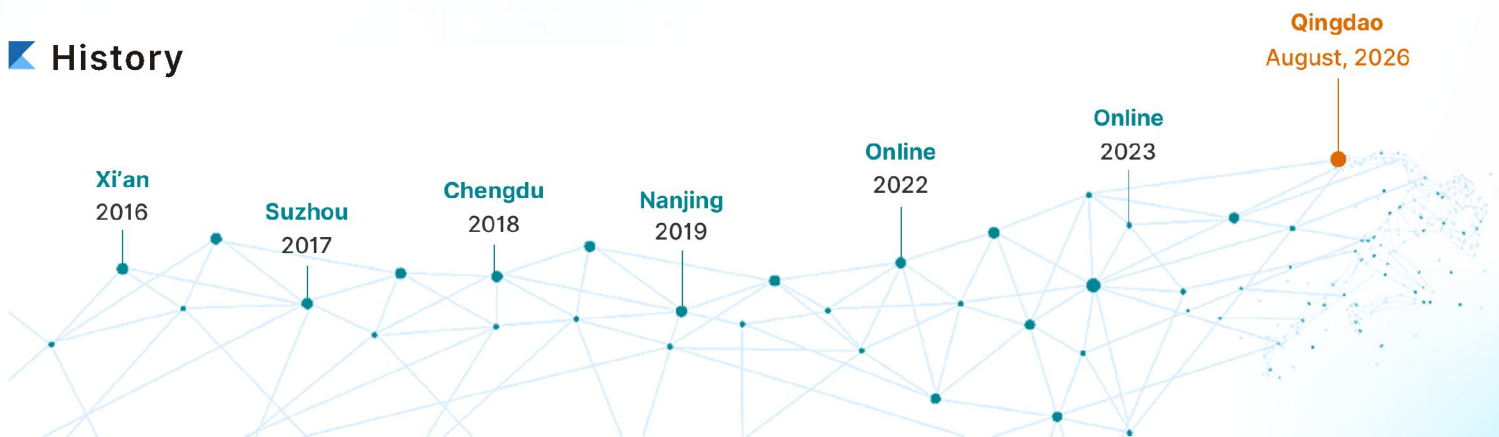 History
Xi’an
2016
Suzhou
2017
Chengdu
2018
Nanjing
2019
Online
2022
Online
2023
Qingdao
August, 2026